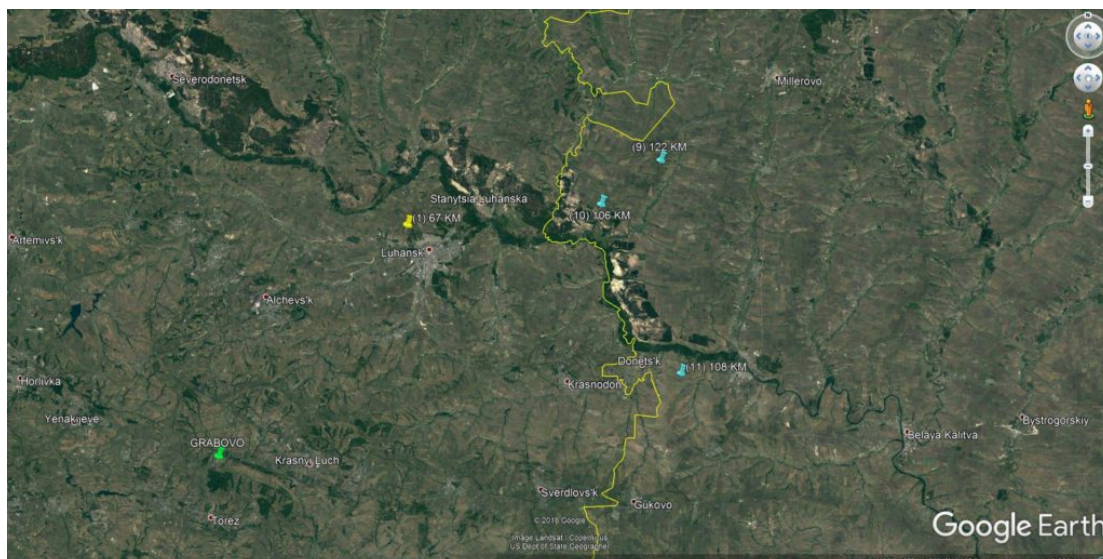 N
Severodonetsk
Millerovo
(9) 122 KM
Stanytsia Luhanska
(10) 106 KM
(1) 67 KM
Artemivs'k
Luhansk
Alchevs'k
Donets'k
(11) 108 KM
Horlivka
Krasnodon
Yenakijeve
Bystrogorskiy
Belaya Kalitva
GRABOVO
Krasnyi Luch
Sverdlovs'k
Gukovo
Torez
© 2016 Google
Image Landsat / Copernicus
US Dept of State Geographer
Google Earth